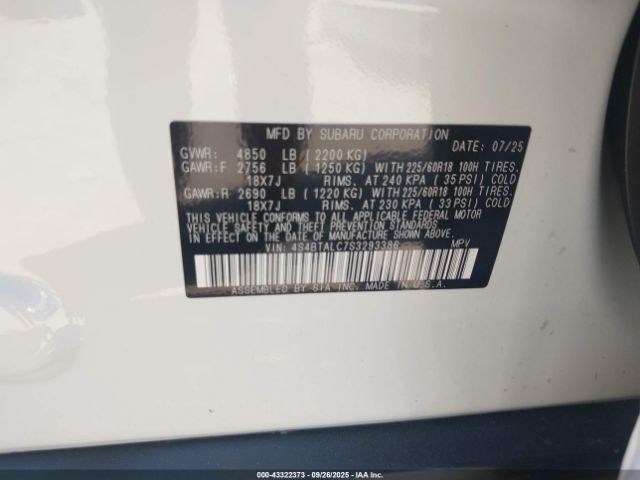 MFD BY SUBARU CORPORATION
DATE: 07/25
GVWR: 4850 LB ( 2200 KG)
GAWR:F 2756 LB ( 1250 KG) WITH 225/60R18 100H TIRES.
18X7J RIMS. AT 240 KPA ( 35 PSI) COLD
GAWR:R 2690 LB ( 1220 KG) WITH 225/60R18 100H TIRES.
18X7J RIMS. AT 230 KPA ( 33 PSI) COLD
THIS VEHICLE CONFORMS TO ALL APPLICABLE FEDERAL MOTOR
VEHICLE SAFETY AND THEFT PREVENTION STANDARDS
IN EFFECT ON THE DATE OF MANUFACTURE SHOWN ABOVE.
VIN: 4S4BTALC7S3293386 MPV
ASSEMBLED BY SIA INC. MADE IN U.S.A.
000-43322373 - 09/26/2025 - IAA Inc.